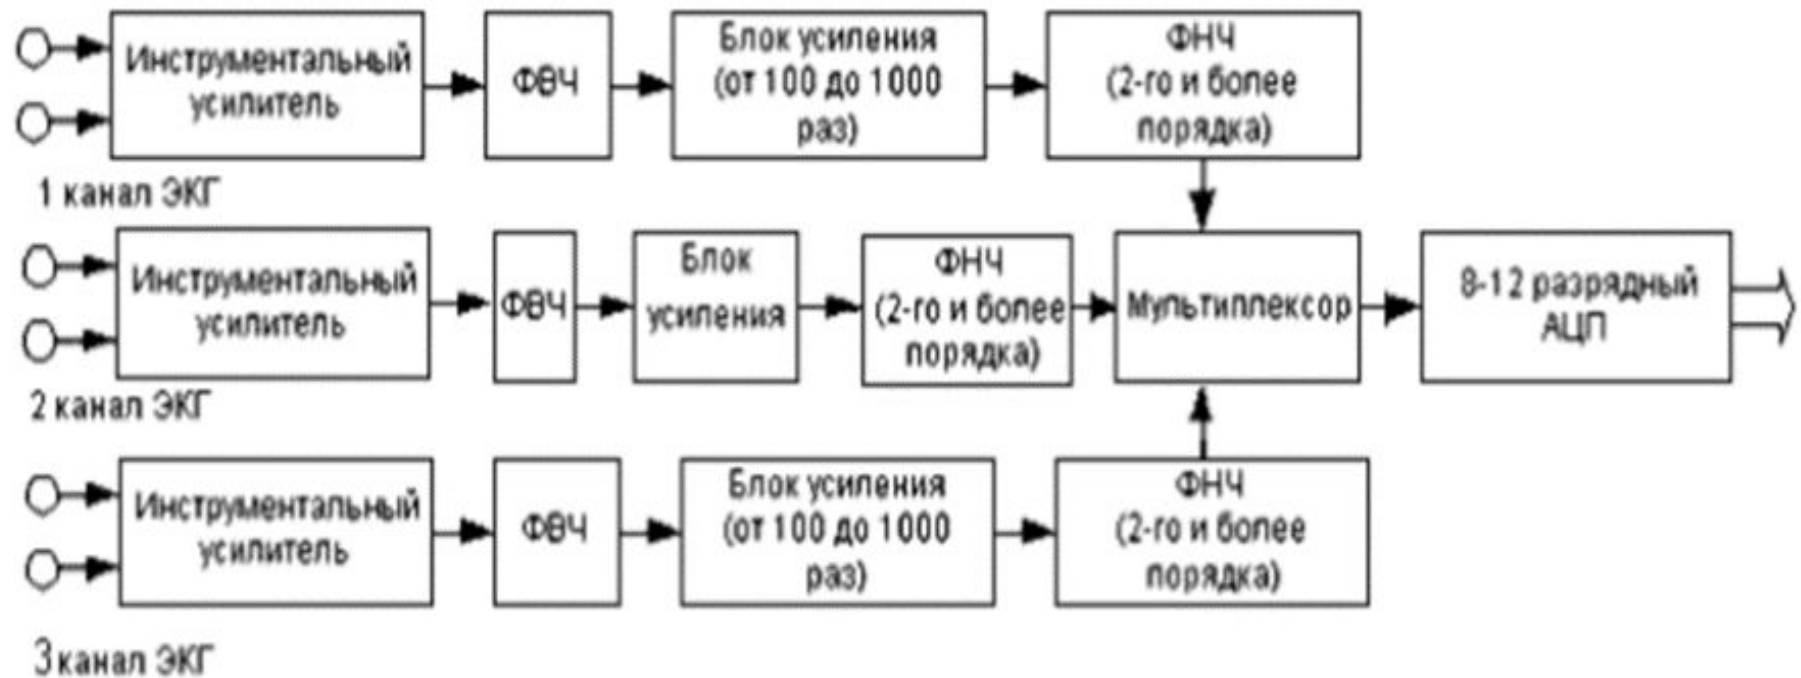 Инструментальный
усилитель
ФВЧ
Блок усиления
(от 100 до 1000
раз)
ФНЧ
(2-го и более
порядка)
1 канал ЭКГ
Инструментальный
усилитель
ФВЧ
Блок
усиления
ФНЧ
(2-го и более
порядка)
Мультиплексор
8-12 разрядный
АЦП
2 канал ЭКГ
Инструментальный
усилитель
ФВЧ
Блок усиления
(от 100 до 1000
раз)
ФНЧ
(2-го и более
порядка)
3 канал ЭКГ